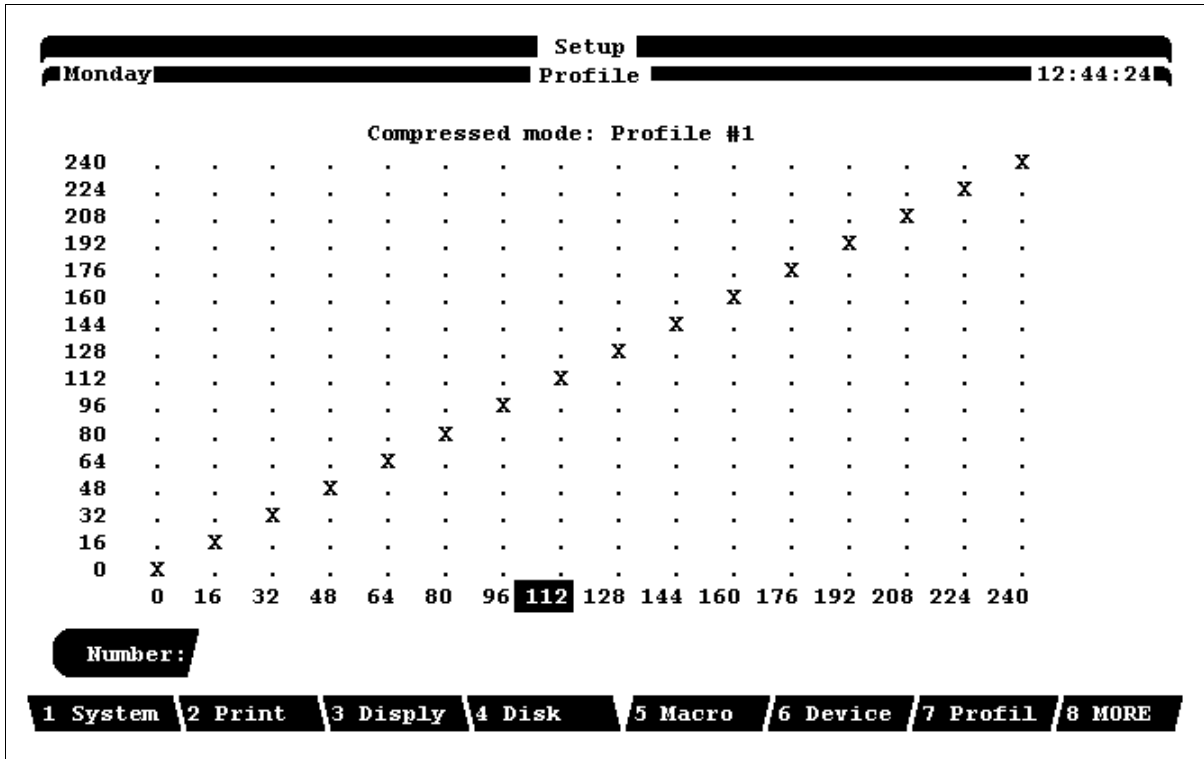 Setup
Monday Profile 12:44:24
Compressed mode: Profile #1
240 . . . . . . . . . . . . . . . X
224 . . . . . . . . . . . . . . X .
208 . . . . . . . . . . . . . X . .
192 . . . . . . . . . . . . X . . .
176 . . . . . . . . . . . X . . . .
160 . . . . . . . . . . X . . . . .
144 . . . . . . . . . X . . . . . .
128 . . . . . . . . X . . . . . . .
112 . . . . . . . X . . . . . . . .
96 . . . . . . X . . . . . . . . .
80 . . . . . X . . . . . . . . . .
64 . . . . X . . . . . . . . . . .
48 . . . X . . . . . . . . . . . .
32 . . X . . . . . . . . . . . . .
16 . X . . . . . . . . . . . . . .
0 X . . . . . . . . . . . . . . .
0 16 32 48 64 80 96 112 128 144 160 176 192 208 224 240
Number:
1 System 2 Print 3 Disply 4 Disk 5 Macro 6 Device 7 Profil 8 MORE